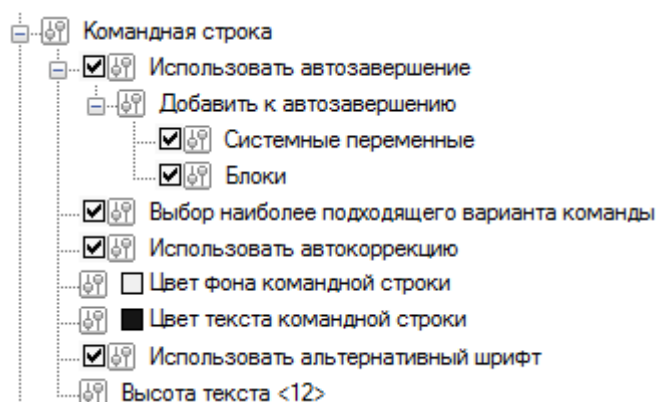 Командная строка
Использовать автозавершение
Добавить к автозавершению
Системные переменные
Блоки
Выбор наиболее подходящего варианта команды
Использовать автокоррекцию
Цвет фона командной строки
Цвет текста командной строки
Использовать альтернативный шрифт
Высота текста <12>